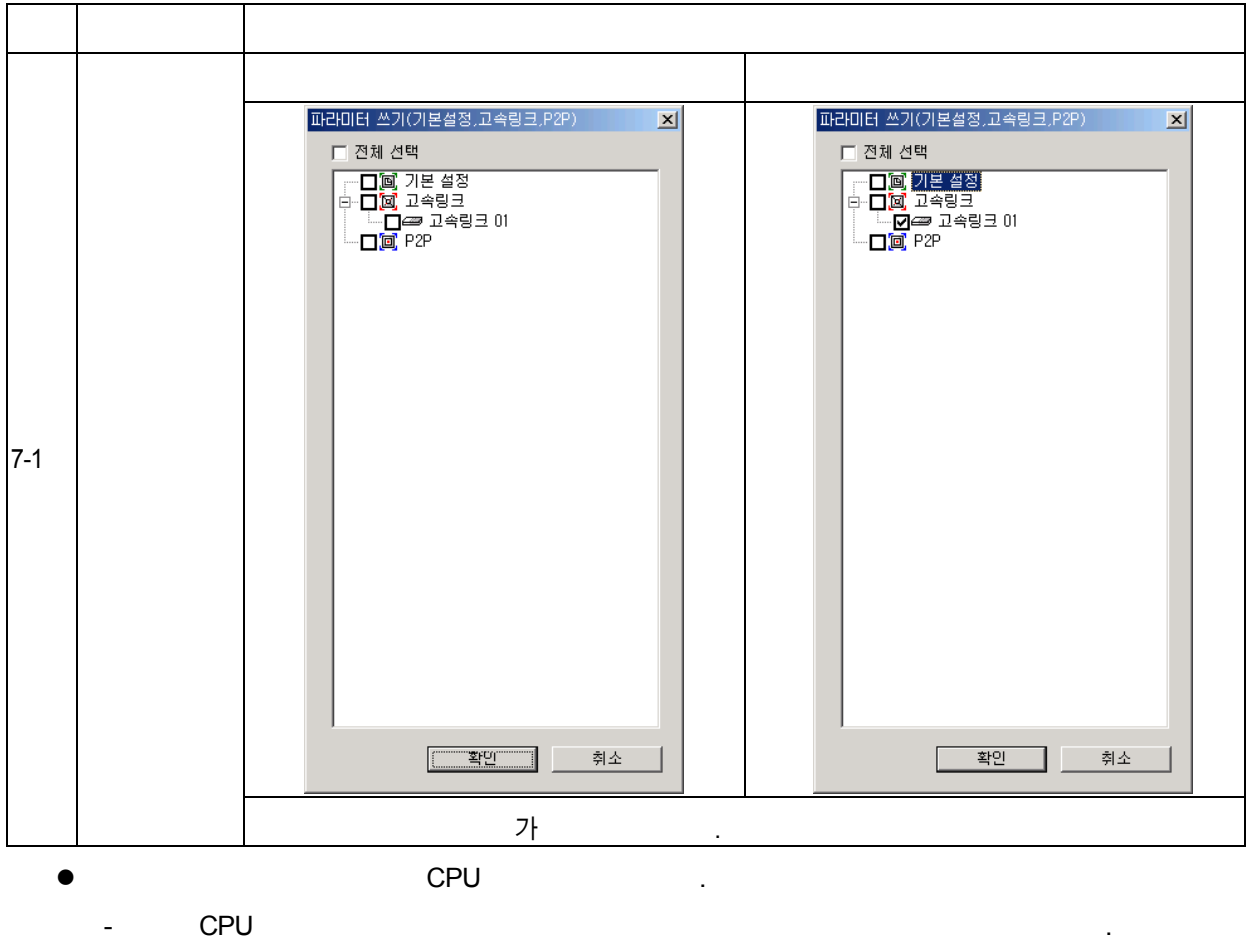 파라미터 쓰기(기본설정,고속링크,P2P)
전체 선택
기본 설정
고속링크
고속링크 01
P2P
확인 취소
파라미터 쓰기(기본설정,고속링크,P2P)
전체 선택
기본 설정
고속링크
고속링크 01
P2P
확인 취소
7-1
가 .
● CPU .
- CPU .